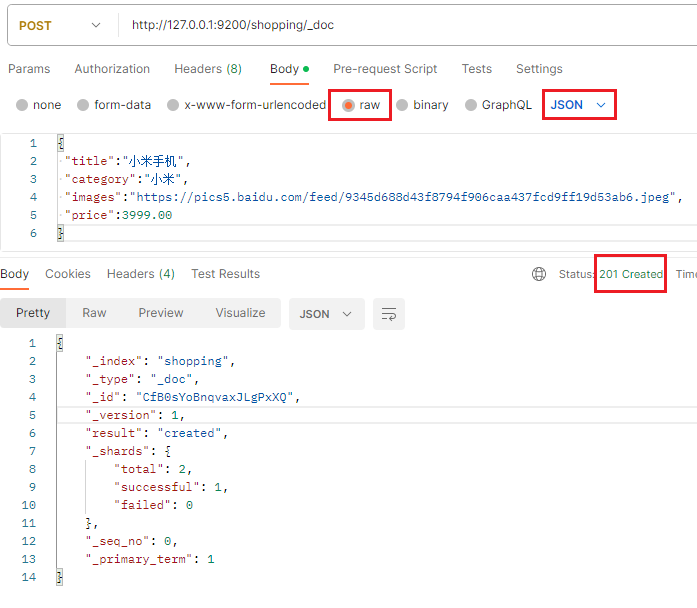 POST http://127.0.0.1:9200/shopping/_doc
Params Authorization Headers (8) Body Pre-request Script Tests Settings
none form-data x-www-form-urlencoded raw binary GraphQL JSON
1 {
2 "title":"小米手机",
3 "category":"小米",
4 "images":"https://pics5.baidu.com/feed/9345d688d43f8794f906caa437fcd9ff19d53ab6.jpeg",
5 "price":3999.00
6 }
Body Cookies Headers (4) Test Results Status: 201 Created Time
Pretty Raw Preview Visualize JSON
1 {
2 "_index": "shopping",
3 "_type": "_doc",
4 "_id": "CfB0sYoBnqvaxJLgPxXQ",
5 "_version": 1,
6 "result": "created",
7 "_shards": {
8 "total": 2,
9 "successful": 1,
10 "failed": 0
11 },
12 "_seq_no": 0,
13 "_primary_term": 1
14 }